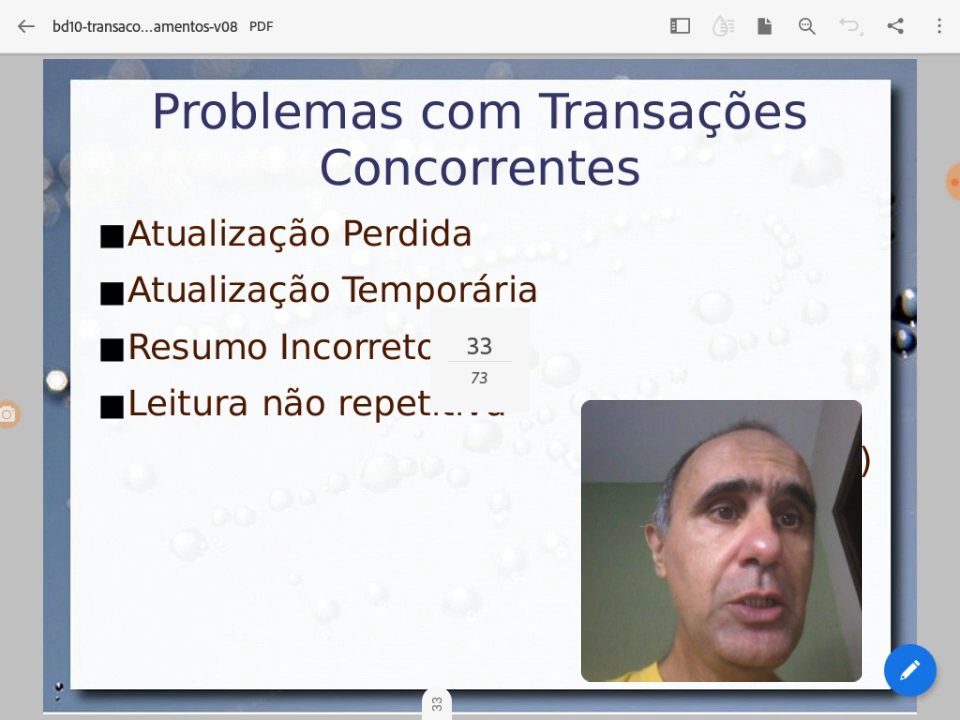 bd10-transaco...amentos-v08 PDF
Problemas com Transações
Concorrentes
Atualização Perdida
Atualização Temporária
Resumo Incorreto
Leitura não repetitiva
33
73
)
33